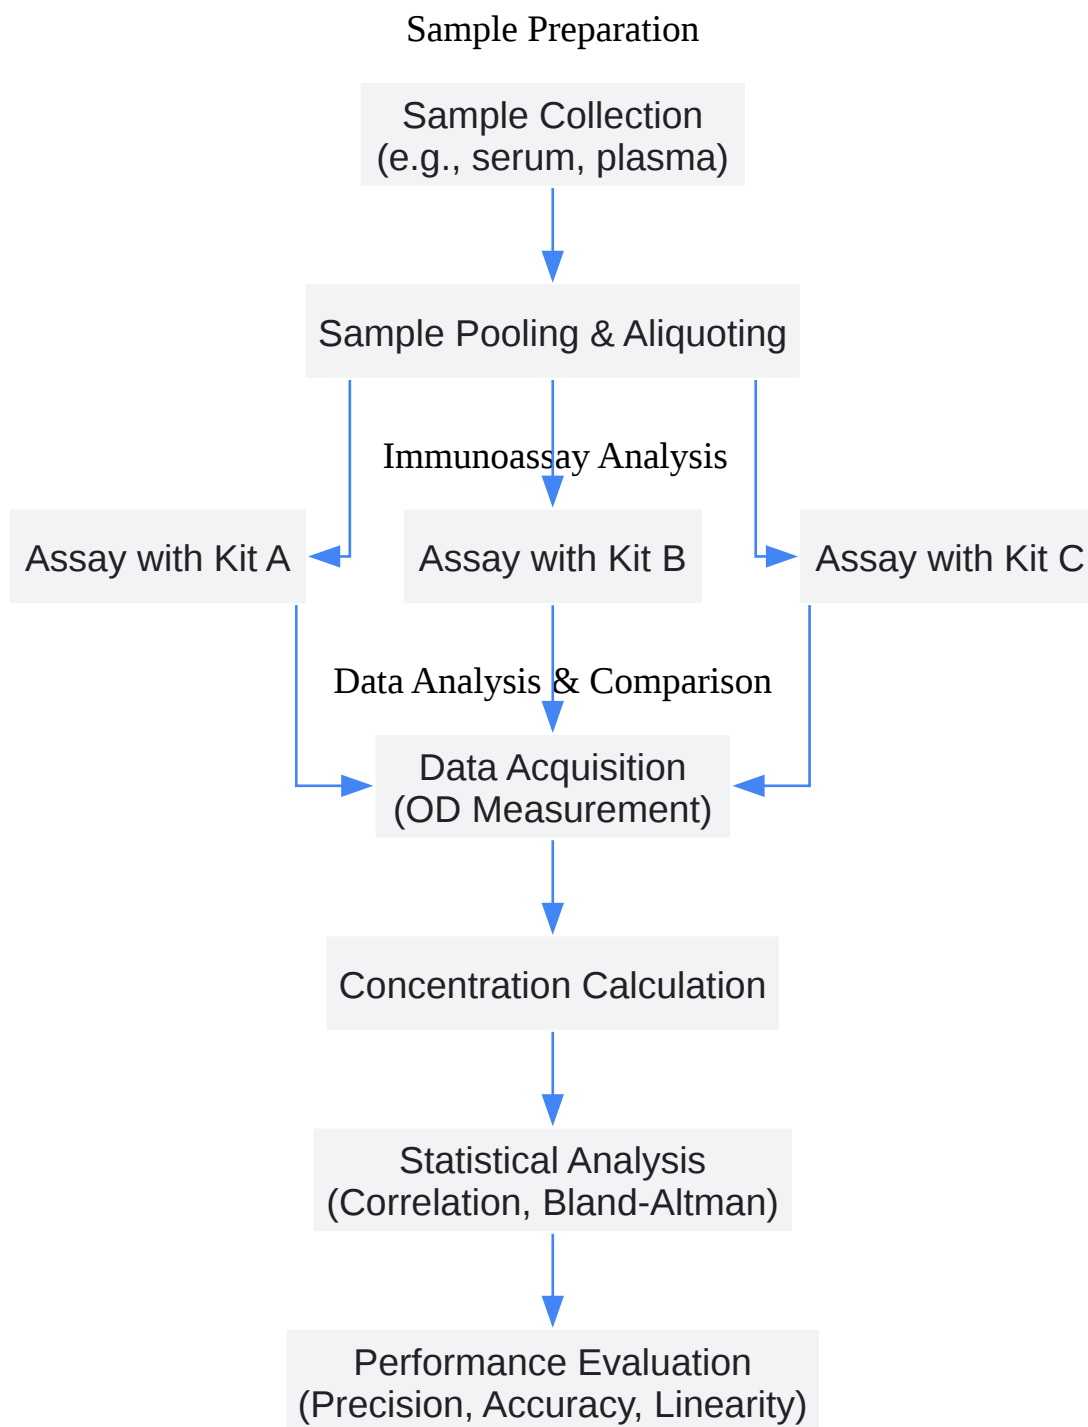 Sample Preparation
Sample Collection
(e.g., serum, plasma)
Sample Pooling & Aliquoting
Immunoassay Analysis
Assay with Kit A
Assay with Kit B
Assay with Kit C
Data Analysis & Comparison
Data Acquisition
(OD Measurement)
Concentration Calculation
Statistical Analysis
(Correlation, Bland-Altman)
Performance Evaluation
(Precision, Accuracy, Linearity)